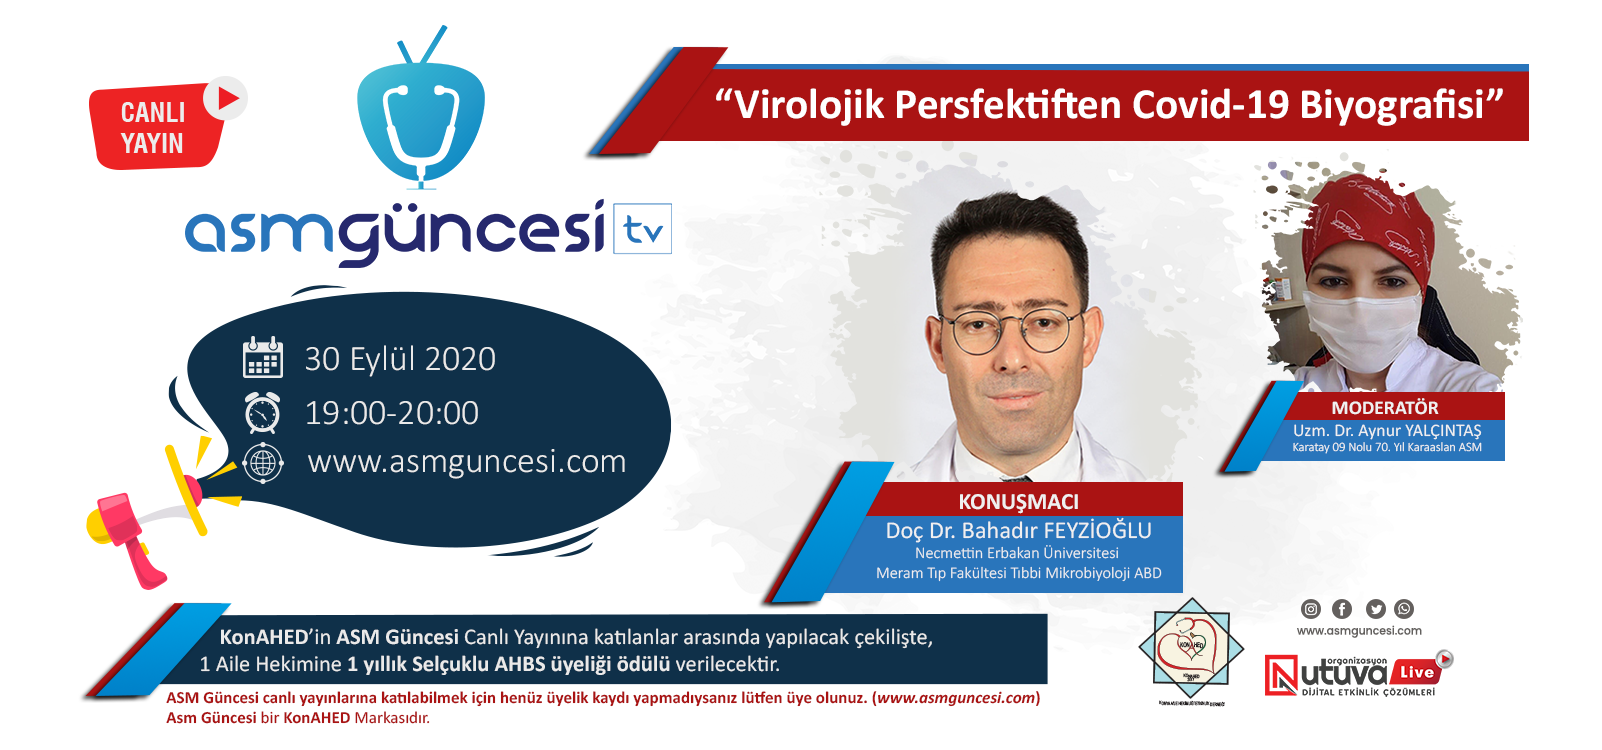 CANLI
YAYIN
asmgüncesi tv
“Virolojik Persfektiften Covid-19 Biyografisi”
30 Eylül 2020
19:00-20:00
www.asmguncesi.com
MODERATÖR
Uzm. Dr. Aynur YALÇINTAŞ
Karatay 09 Nolu 70. Yıl Karaaslan ASM
KONUŞMACI
Doç Dr. Bahadır FEYZİOĞLU
Necmettin Erbakan Üniversitesi
Meram Tıp Fakültesi Tıbbi Mikrobiyoloji ABD
KonAHED’in ASM Güncesi Canlı Yayınına katılanlar arasında yapılacak çekilişte,
1 Aile Hekimine 1 yıllık Selçuklu AHBS üyeliği ödülü verilecektir.
ASM Güncesi canlı yayınlarına katılabilmek için henüz üyelik kaydı yapmadıysanız lütfen üye olunuz. (www.asmguncesi.com)
Asm Güncesi bir KonAHED Markasıdır.
KONAHED
www.asmguncesi.com
organizasyon
Nutuva Live
DİJİTAL ETKİNLİK ÇÖZÜMLERİ